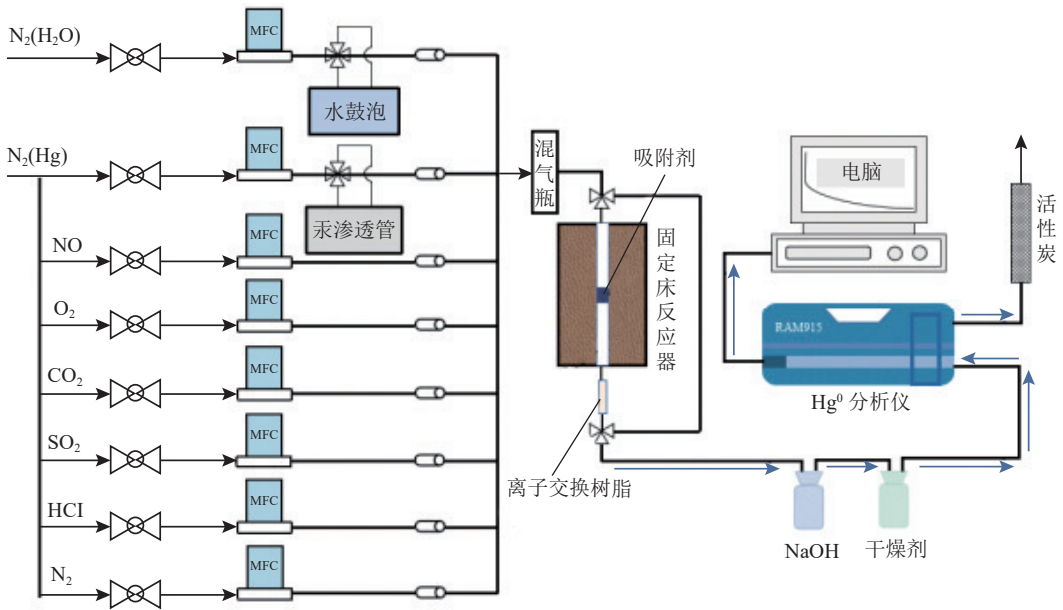 N₂(H₂O)
MFC
水鼓泡
N₂(Hg)
MFC
汞渗透管
NO
MFC
O₂
MFC
CO₂
MFC
SO₂
MFC
HCI
MFC
N₂
MFC
混气瓶
吸附剂
固定床反应器
离子交换树脂
电脑
活性炭
RAM915
Hg⁰ 分析仪
NaOH
干燥剂